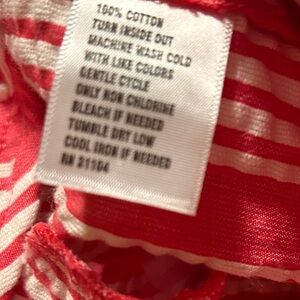 100% COTTON
TURN INSIDE OUT
MACHINE WASH COLD
WITH LIKE COLORS
GENTLE CYCLE
ONLY NON CHLORINE
BLEACH IF NEEDED
TUMBLE DRY LOW
COOL IRON IF NEEDED
RN 31104